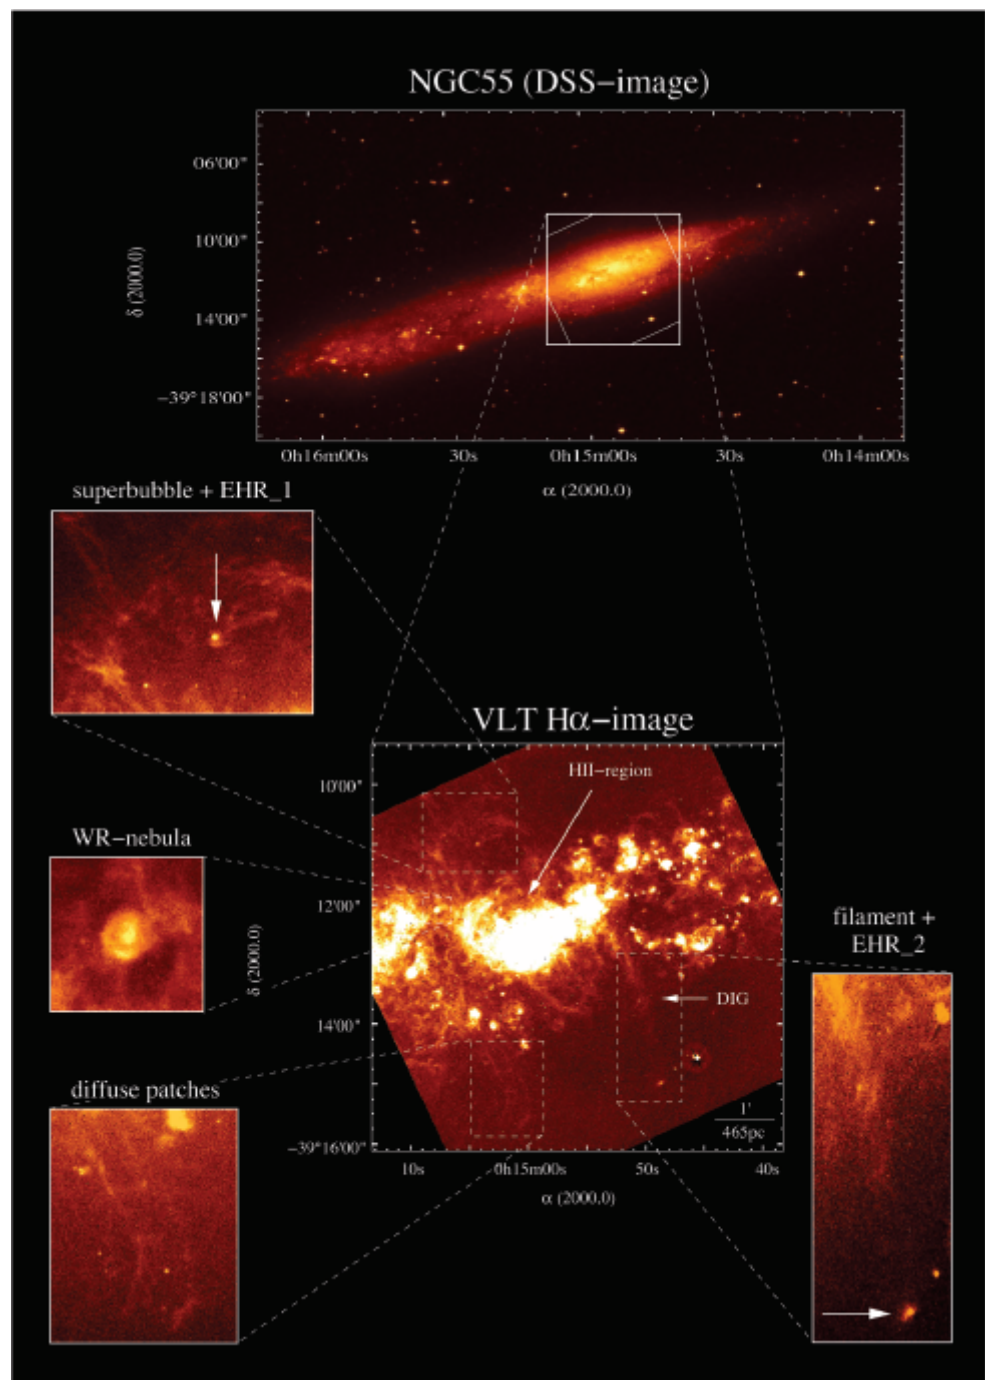 NGC55 (DSS−image)
06'00"
10'00"
14'00"
−39°18'00"
δ (2000.0)
0h16m00s 30s 0h15m00s 30s 0h14m00s
α (2000.0)
superbubble + EHR_1
VLT Hα−image
HII−region
10'00"
12'00"
14'00"
−39°16'00"
δ (2000.0)
DIG
1'
465pc
10s 0h15m00s 50s 40s
α (2000.0)
WR−nebula
diffuse patches
filament +
EHR_2